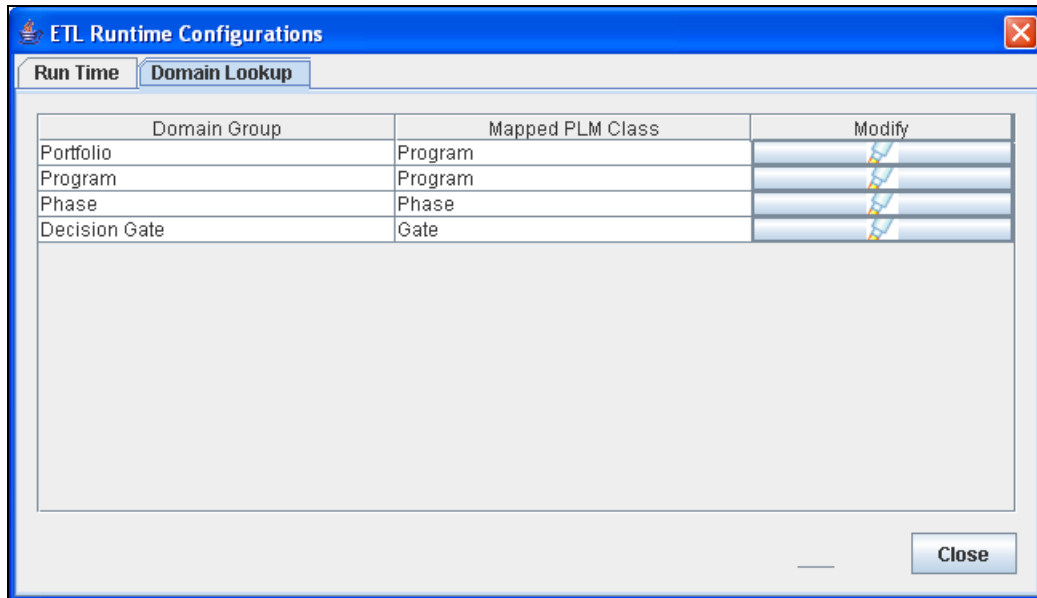 ETL Runtime Configurations
Run Time Domain Lookup
Domain Group Mapped PLM Class Modify
Portfolio Program
Program Program
Phase Phase
Decision Gate Gate
Close